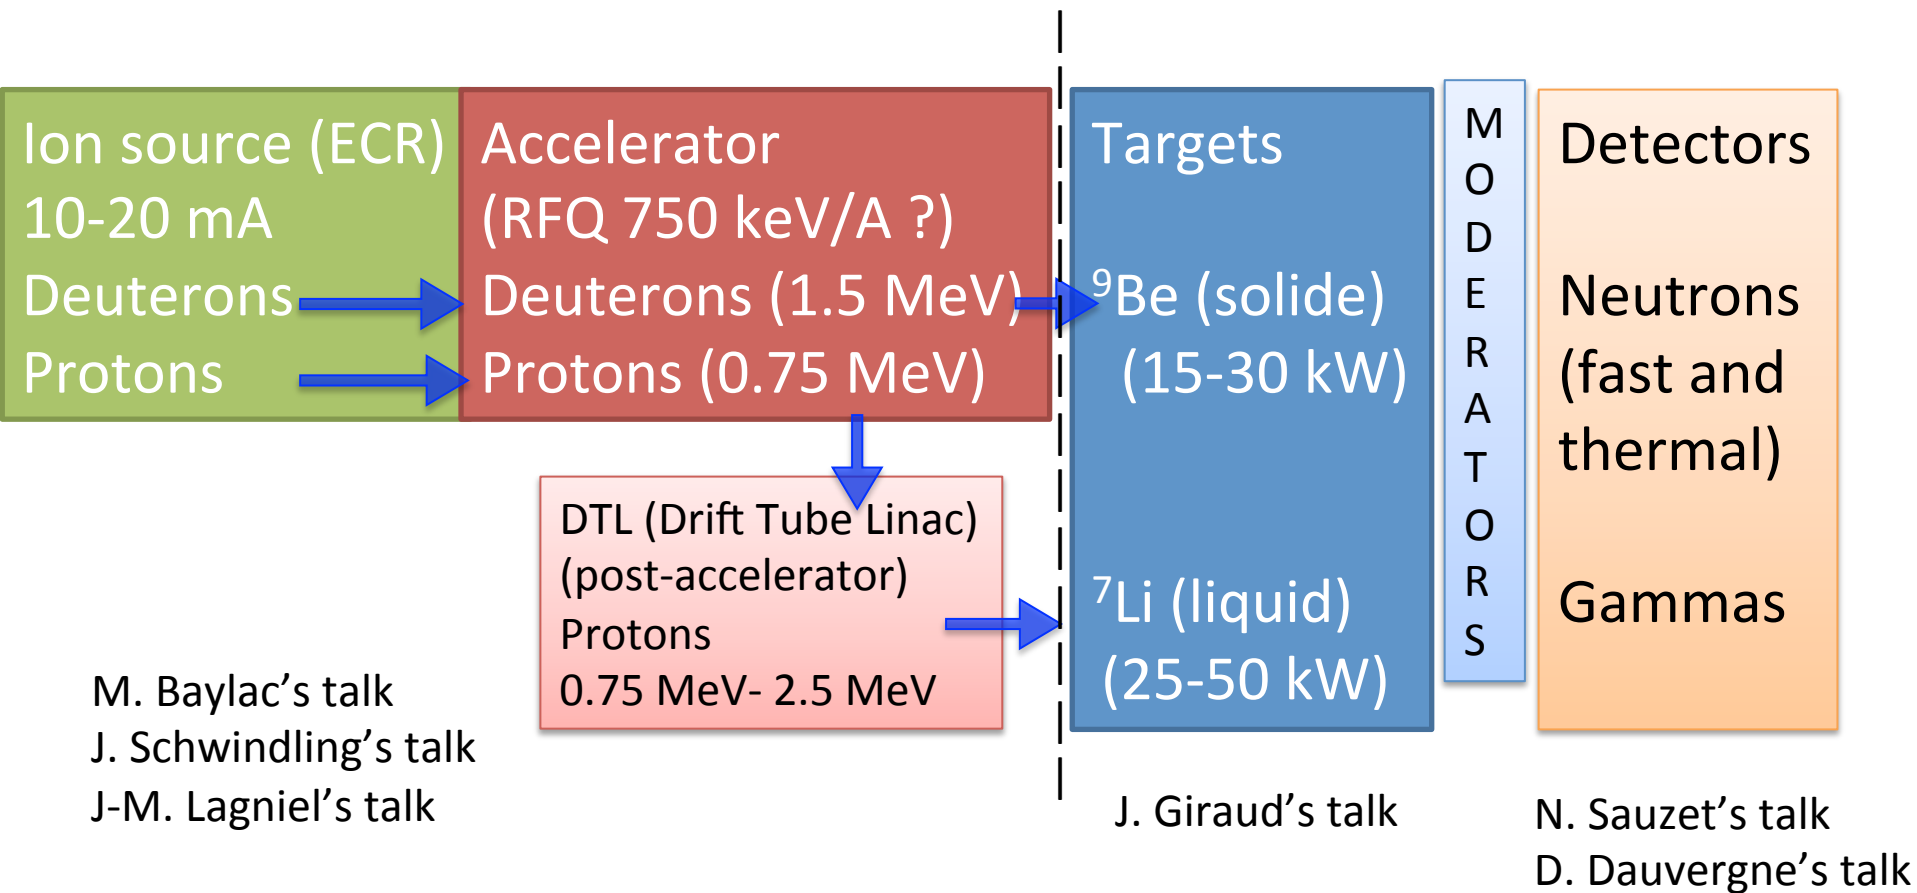 Ion source (ECR)
10-20 mA
Deuterons
Protons
Accelerator
(RFQ 750 keV/A ?)
Deuterons (1.5 MeV)
Protons (0.75 MeV)
DTL (Drift Tube Linac)
(post-accelerator)
Protons
0.75 MeV- 2.5 MeV
Targets
⁹Be (solide)
(15-30 kW)
⁷Li (liquid)
(25-50 kW)
MODERATORS
Detectors
Neutrons
(fast and
thermal)
Gammas
M. Baylac’s talk
J. Schwindling’s talk
J-M. Lagniel’s talk
J. Giraud’s talk
N. Sauzet’s talk
D. Dauvergne’s talk